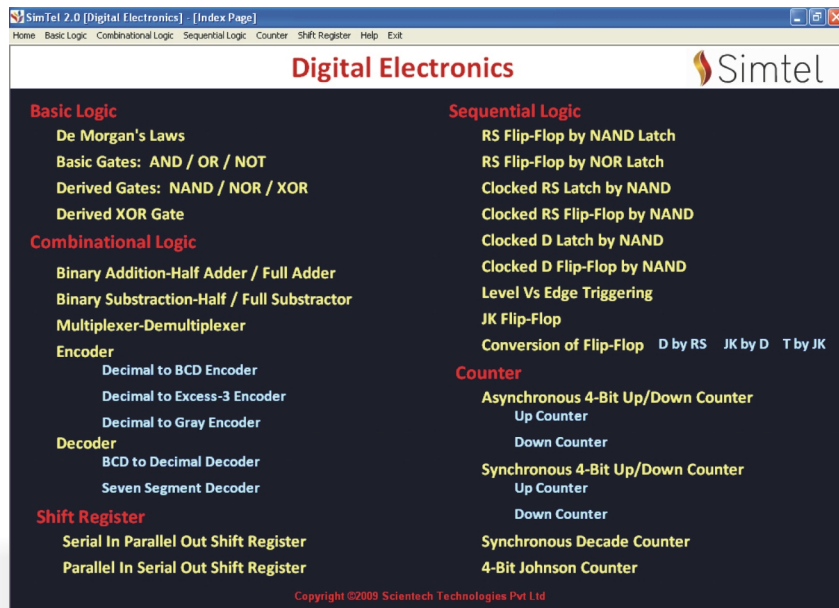 SimTel 2.0 [Digital Electronics] - [Index Page]
Home Basic Logic Combinational Logic Sequential Logic Counter Shift Register Help Exit
Digital Electronics
Simtel
Basic Logic
De Morgan's Laws
Basic Gates: AND / OR / NOT
Derived Gates: NAND / NOR / XOR
Derived XOR Gate
Combinational Logic
Binary Addition-Half Adder / Full Adder
Binary Substraction-Half / Full Substractor
Multiplexer-Demultiplexer
Encoder
Decimal to BCD Encoder
Decimal to Excess-3 Encoder
Decimal to Gray Encoder
Decoder
BCD to Decimal Decoder
Seven Segment Decoder
Shift Register
Serial In Parallel Out Shift Register
Parallel In Serial Out Shift Register
Sequential Logic
RS Flip-Flop by NAND Latch
RS Flip-Flop by NOR Latch
Clocked RS Latch by NAND
Clocked RS Flip-Flop by NAND
Clocked D Latch by NAND
Clocked D Flip-Flop by NAND
Level Vs Edge Triggering
JK Flip-Flop
Conversion of Flip-Flop D by RS JK by D T by JK
Counter
Asynchronous 4-Bit Up/Down Counter
Up Counter
Down Counter
Synchronous 4-Bit Up/Down Counter
Up Counter
Down Counter
Synchronous Decade Counter
4-Bit Johnson Counter
Copyright ©2009 Scientech Technologies Pvt Ltd